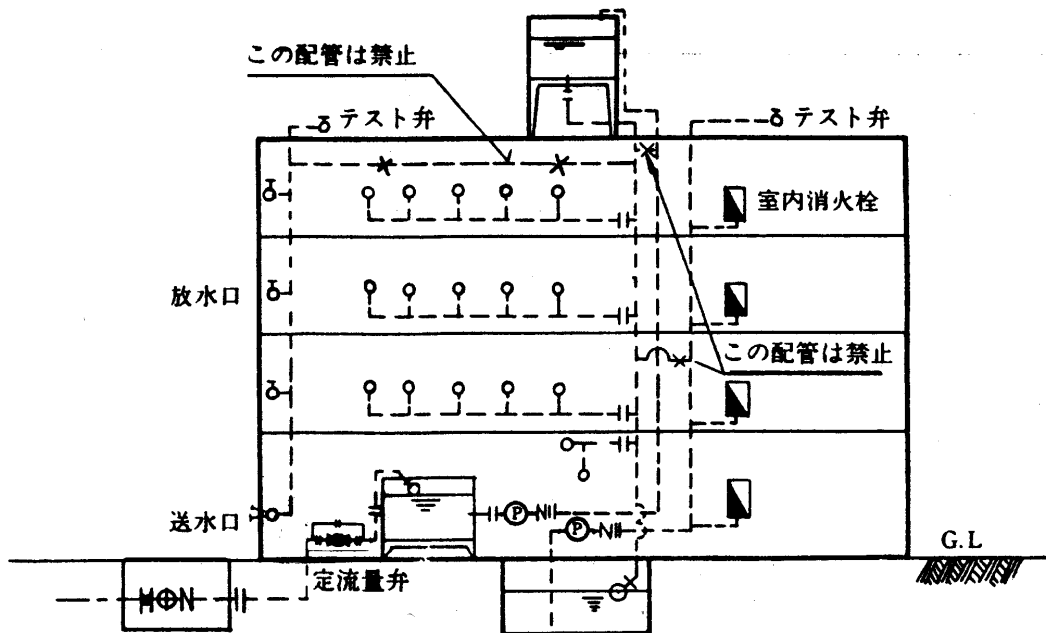 この配管は禁止
テスト弁
テスト弁
室内消火栓
放水口
この配管は禁止
P
P
送水口
G.L
定流量弁